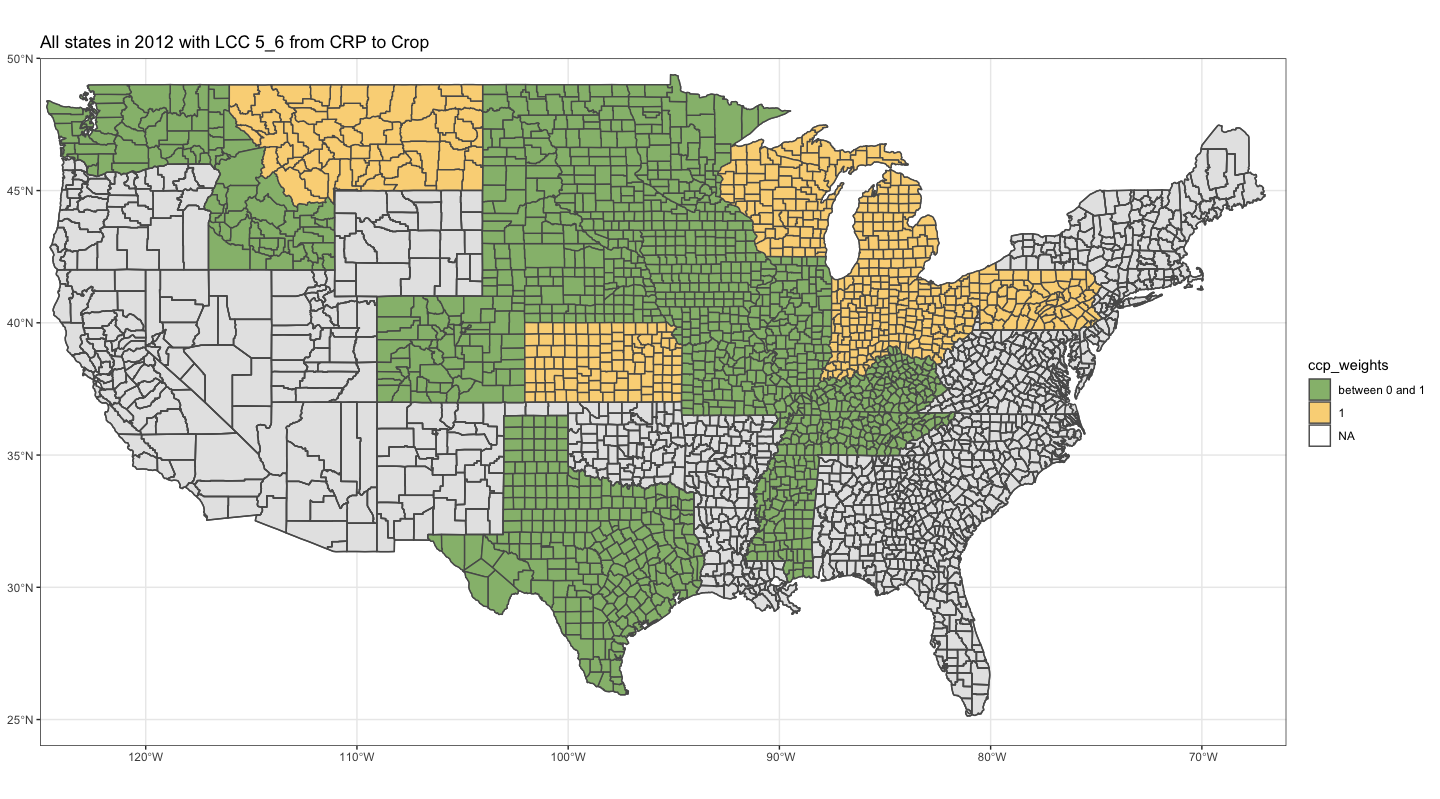 All states in 2012 with LCC 5_6 from CRP to Crop
50°N
45°N
40°N
35°N
30°N
25°N
120°W
110°W
100°W
90°W
80°W
70°W
ccp_weights
between 0 and 1
1
NA